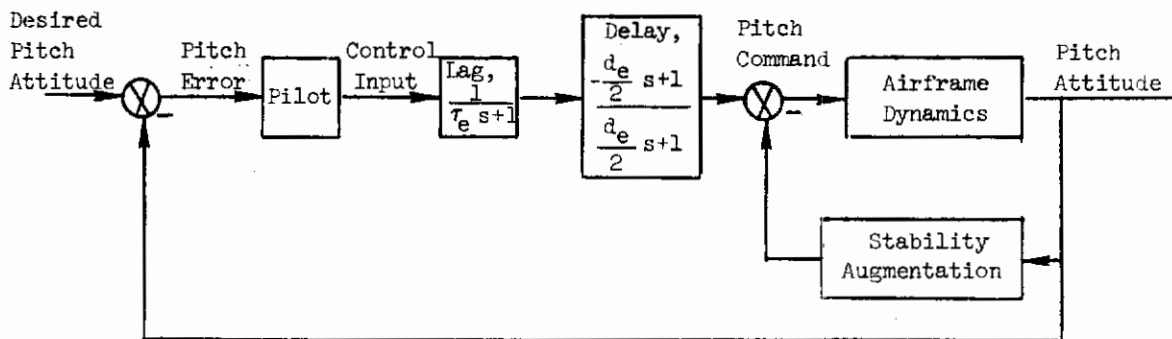 Desired
Pitch
Attitude
Pitch
Error
-
Pilot
Control
Input
Lag,
1
τe s+1
Delay,
- de/2 s+1
de/2 s+1
Pitch
Command
-
Airframe
Dynamics
Pitch
Attitude
Stability
Augmentation